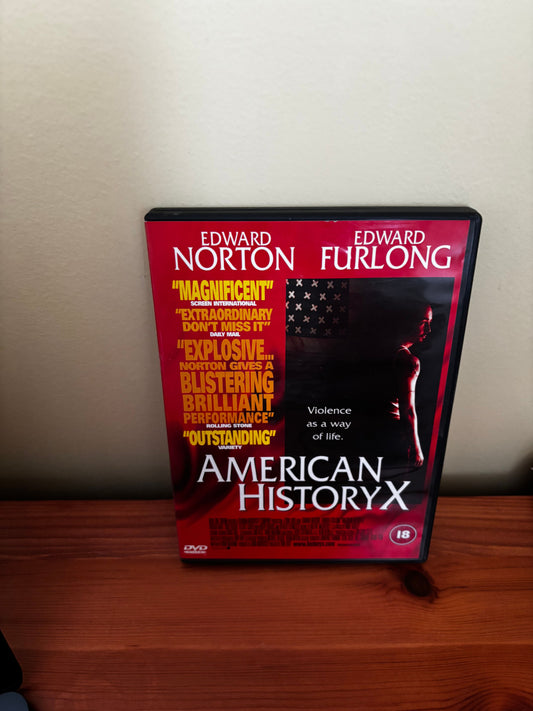 EDWARD NORTON
EDWARD FURLONG
"MAGNIFICENT"
SCREEN INTERNATIONAL
"EXTRAORDINARY
DON'T MISS IT"
DAILY MAIL
"EXPLOSIVE...
NORTON GIVES A
BLISTERING
BRILLIANT
PERFORMANCE"
ROLLING STONE
"OUTSTANDING"
VARIETY
Violence
as a way
of life.
AMERICAN
HISTORY X
18
DVD